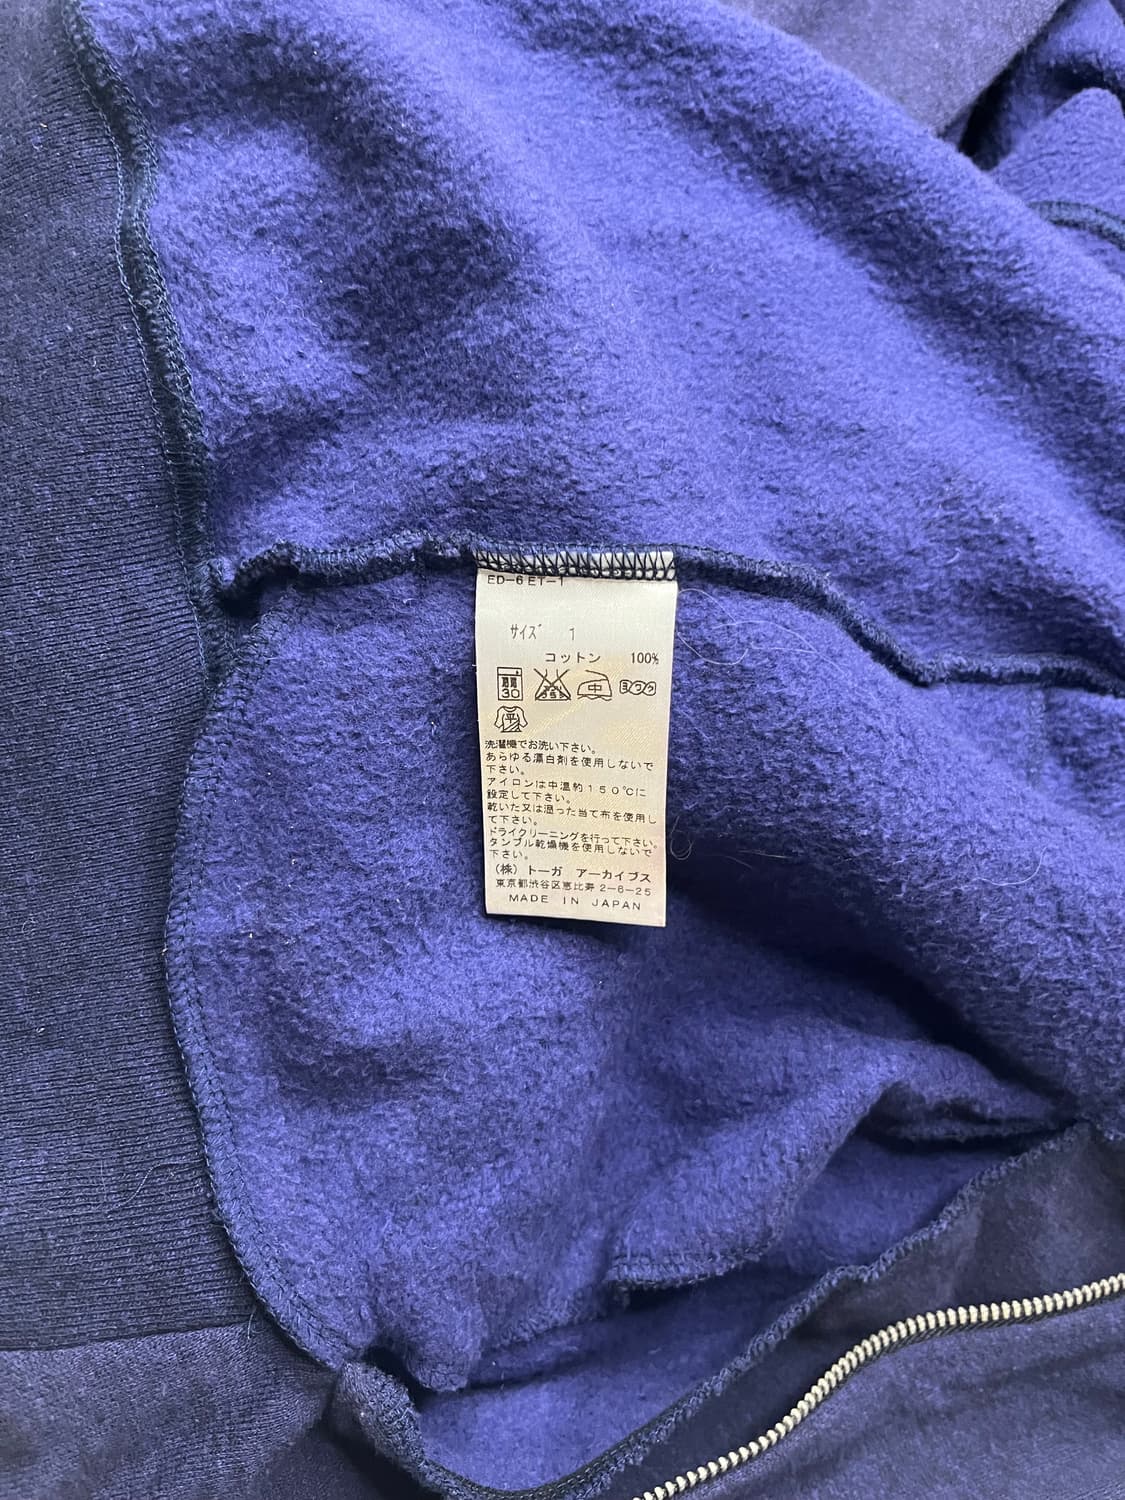 ED-6ET-1
サイズ 1
コットン 100%
30 中 ヨワク
平
洗濯機でお洗い下さい。
あらゆる漂白剤を使用しないで
下さい。
アイロンは中温約150℃に
設定して下さい。
乾いた又は湿った当て布を使用し
て下さい。
ドライクリーニングを行って下さい。
タンブル乾燥機を使用しないで
下さい。
(株) トーガ アーカイブス
東京都渋谷区恵比寿2-6-25
MADE IN JAPAN